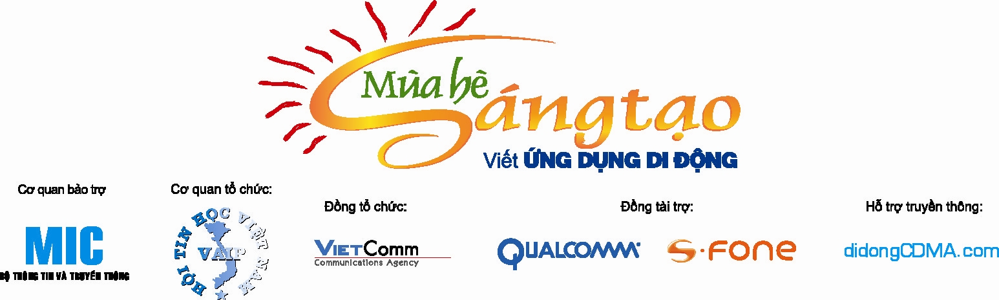 Mùa hè
Sángtạo
Viết ỨNG DỤNG DI ĐỘNG
Cơ quan bảo trợ
MIC
BỘ THÔNG TIN VÀ TRUYỀN THÔNG
Cơ quan tổ chức:
HỘI TIN HỌC VIỆT NAM
VAIP
Đồng tổ chức:
VIETComm
Communications Agency
Đồng tài trợ:
QUALCOMM
S-FONE
Hỗ trợ truyền thông:
didongCDMA.com